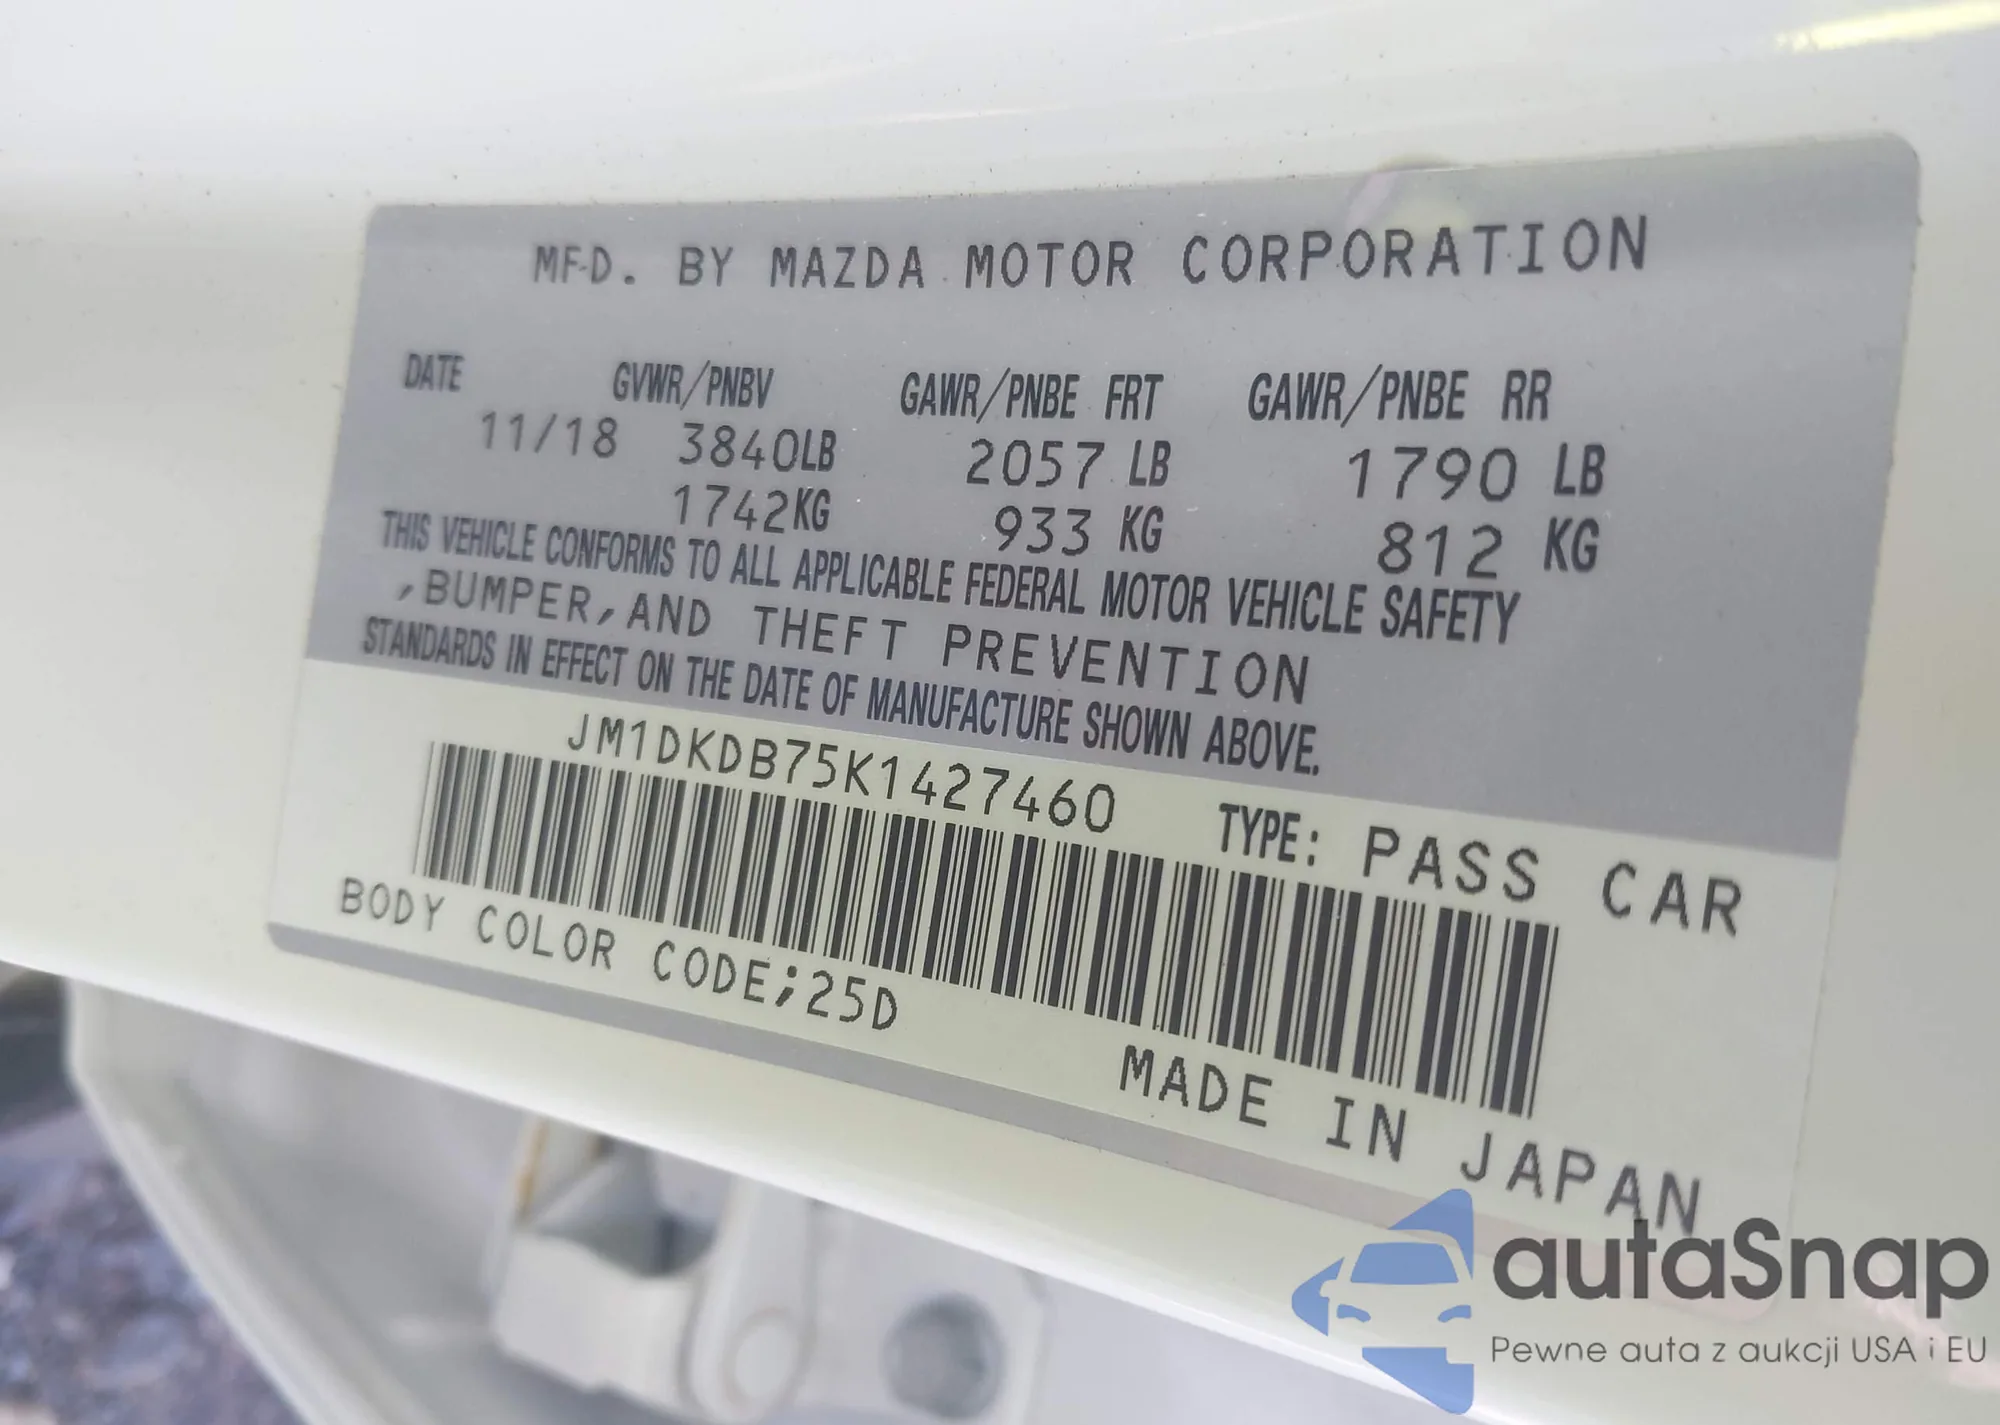 MFD. BY MAZDA MOTOR CORPORATION
DATE GVWR/PNBV GAWR/PNBE FRT GAWR/PNBE RR
11/18 3840LB 2057 LB 1790 LB
1742KG 933 KG 812 KG
THIS VEHICLE CONFORMS TO ALL APPLICABLE FEDERAL MOTOR VEHICLE SAFETY
,BUMPER,AND THEFT PREVENTION
STANDARDS IN EFFECT ON THE DATE OF MANUFACTURE SHOWN ABOVE.
JM1DKDB75K1427460 TYPE: PASS CAR
BODY COLOR CODE;25D
MADE IN JAPAN
autaSnap
Pewne auta z aukcji USA i EU